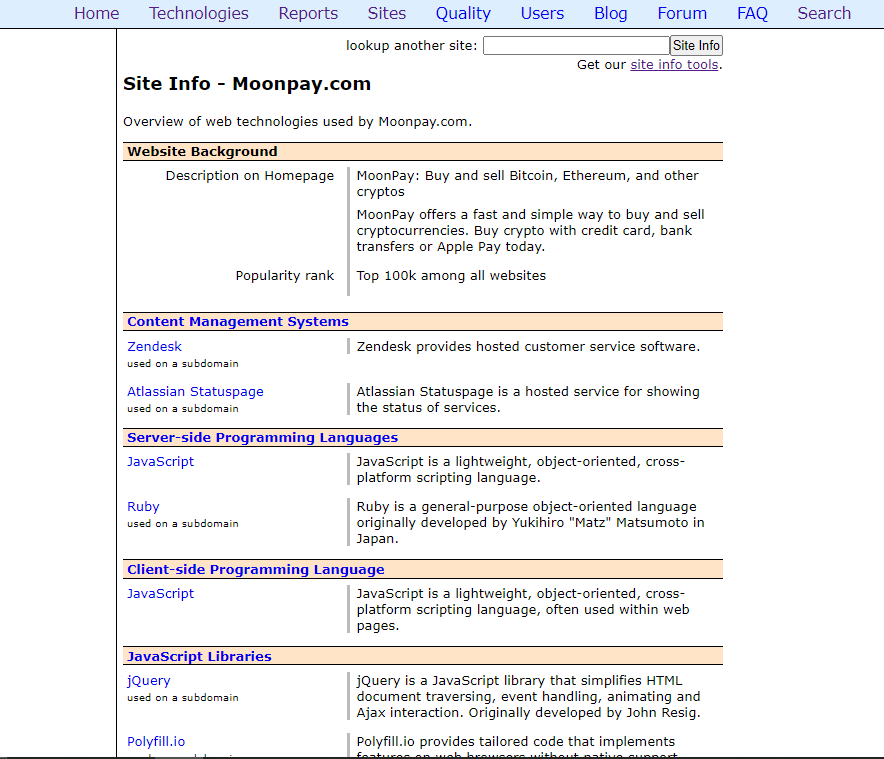 Home Technologies Reports Sites Quality Users Blog Forum FAQ Search
lookup another site: Site Info
Get our site info tools.
Site Info - Moonpay.com
Overview of web technologies used by Moonpay.com.
Website Background
Description on Homepage
MoonPay: Buy and sell Bitcoin, Ethereum, and other
cryptos
MoonPay offers a fast and simple way to buy and sell
cryptocurrencies. Buy crypto with credit card, bank
transfers or Apple Pay today.
Popularity rank
Top 100k among all websites
Content Management Systems
Zendesk
used on a subdomain
Zendesk provides hosted customer service software.
Atlassian Statuspage
used on a subdomain
Atlassian Statuspage is a hosted service for showing
the status of services.
Server-side Programming Languages
JavaScript
JavaScript is a lightweight, object-oriented, cross-
platform scripting language.
Ruby
used on a subdomain
Ruby is a general-purpose object-oriented language
originally developed by Yukihiro "Matz" Matsumoto in
Japan.
Client-side Programming Language
JavaScript
JavaScript is a lightweight, object-oriented, cross-
platform scripting language, often used within web
pages.
JavaScript Libraries
jQuery
used on a subdomain
jQuery is a JavaScript library that simplifies HTML
document traversing, event handling, animating and
Ajax interaction. Originally developed by John Resig.
Polyfill.io
Polyfill.io provides tailored code that implements
features on web browsers without native support